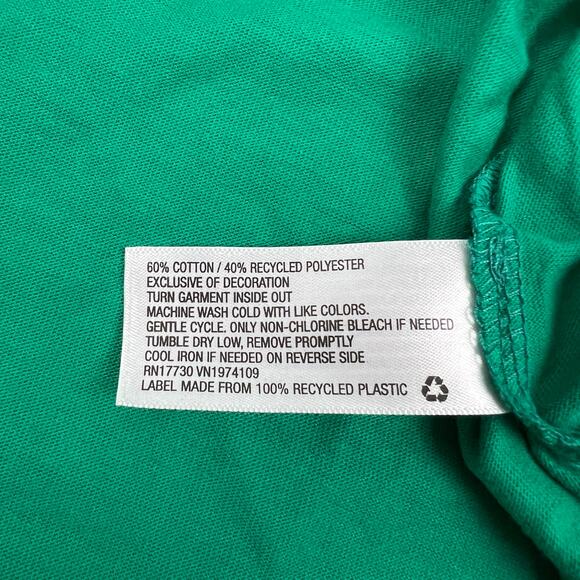 60% COTTON / 40% RECYCLED POLYESTER
EXCLUSIVE OF DECORATION
TURN GARMENT INSIDE OUT
MACHINE WASH COLD WITH LIKE COLORS.
GENTLE CYCLE. ONLY NON-CHLORINE BLEACH IF NEEDED
TUMBLE DRY LOW, REMOVE PROMPTLY
COOL IRON IF NEEDED ON REVERSE SIDE
RN17730 VN1974109
LABEL MADE FROM 100% RECYCLED PLASTIC